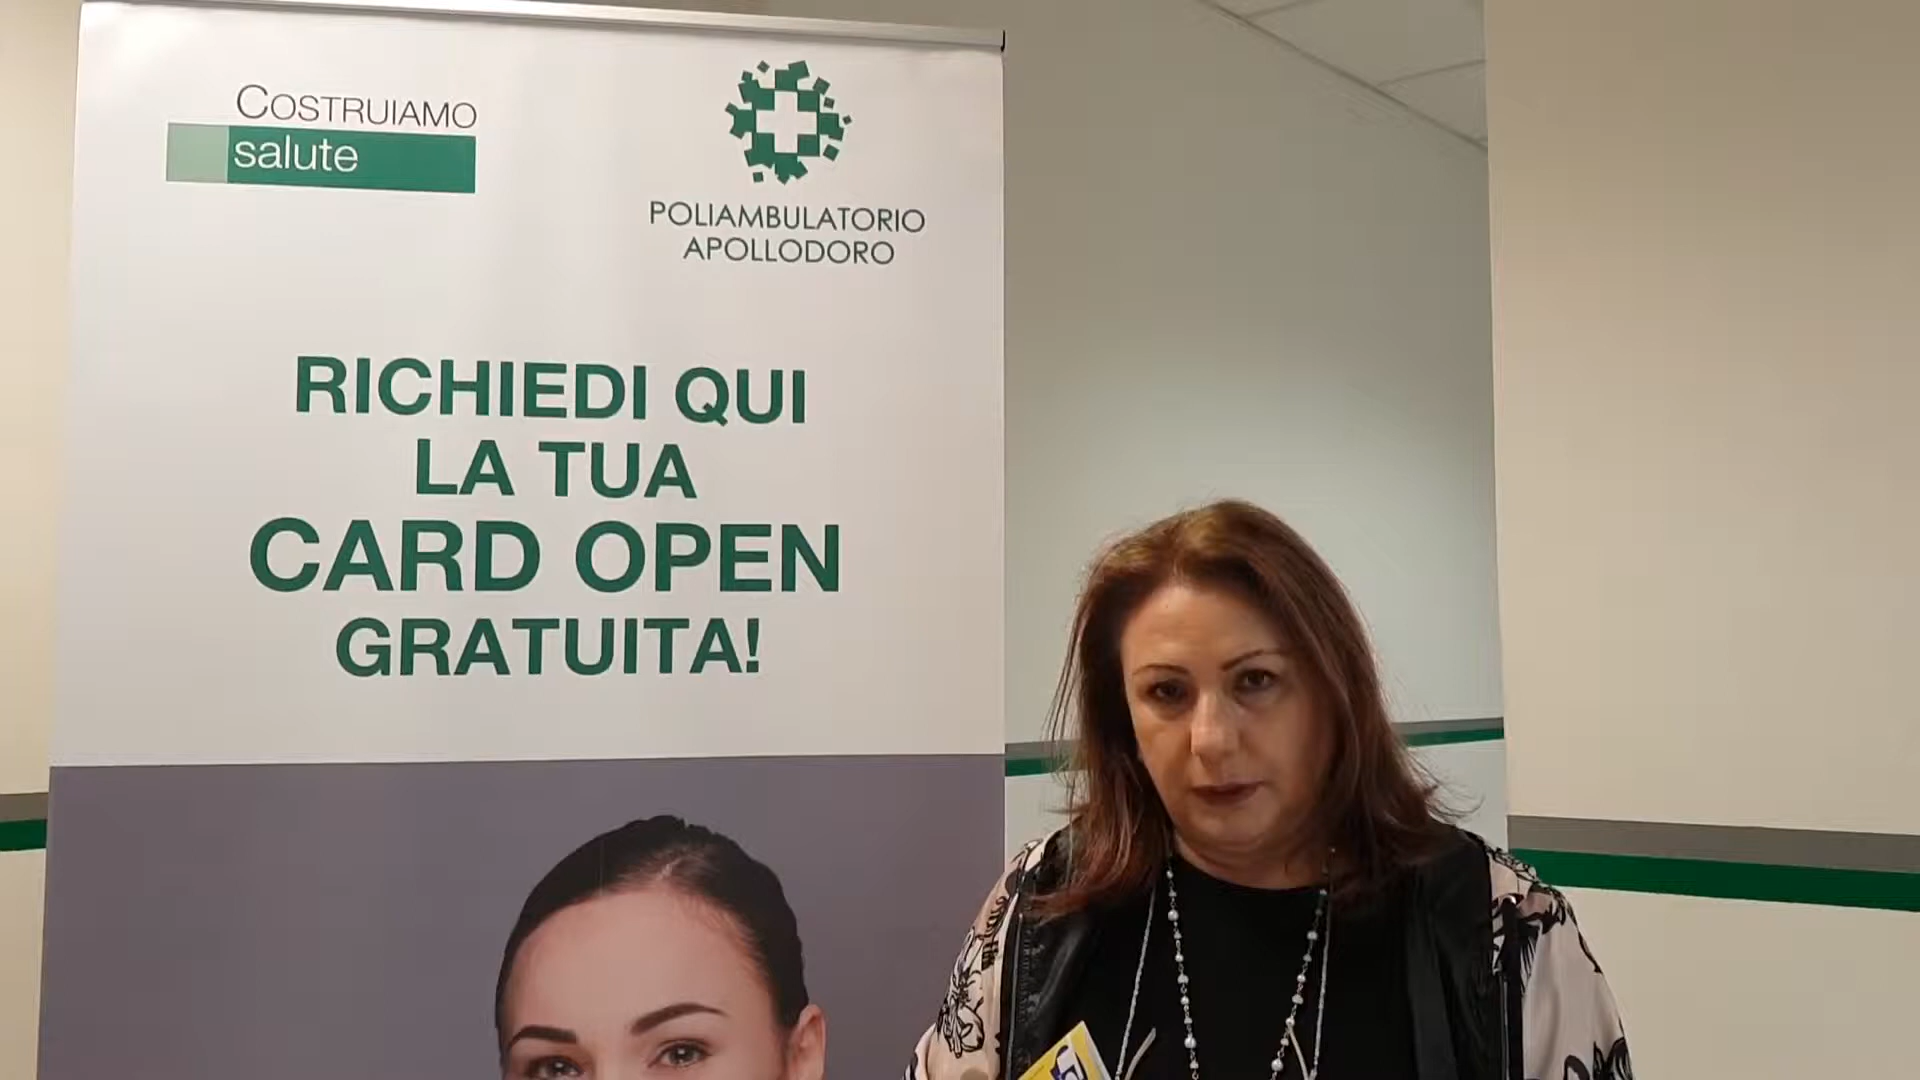 COSTRUIAMO
salute
POLIAMBULATORIO
APOLLODORO
RICHIEDI QUI
LA TUA
CARD OPEN
GRATUITA!